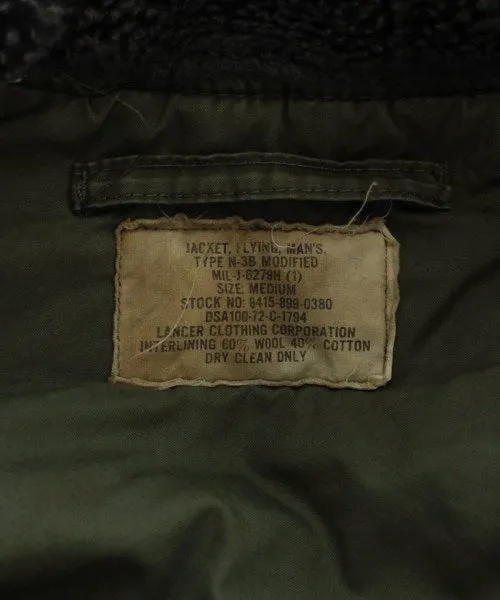 JACKET, FLYING, MAN'S,
TYPE N-3B MODIFIED
MIL-J-6279H (1)
SIZE: MEDIUM
STOCK NO: 8415-899-0380
DSA100-72-C-1794
LANCER CLOTHING CORPORATION
INTERLINING 60% WOOL 40% COTTON
DRY CLEAN ONLY